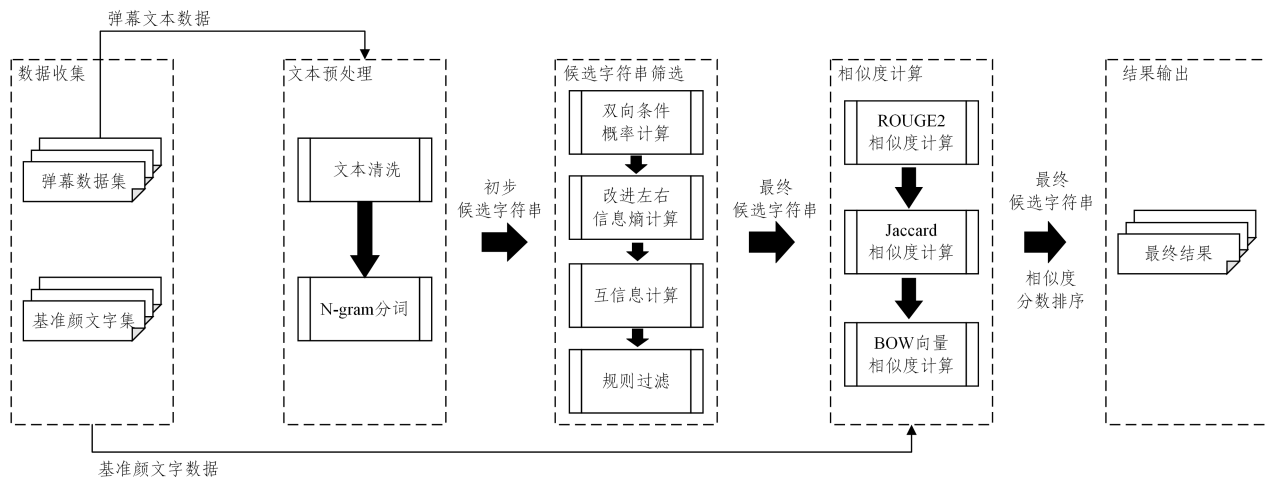 弹幕文本数据
数据收集
弹幕数据集
基准颜文字集
文本预处理
文本清洗
N-gram分词
初步
候选字符串
候选字符串筛选
双向条件
概率计算
改进左右
信息熵计算
互信息计算
规则过滤
最终
候选字符串
相似度计算
ROUGE2
相似度计算
Jaccard
相似度计算
BOW向量
相似度计算
最终
候选字符串
相似度
分数排序
结果输出
最终结果
基准颜文字数据